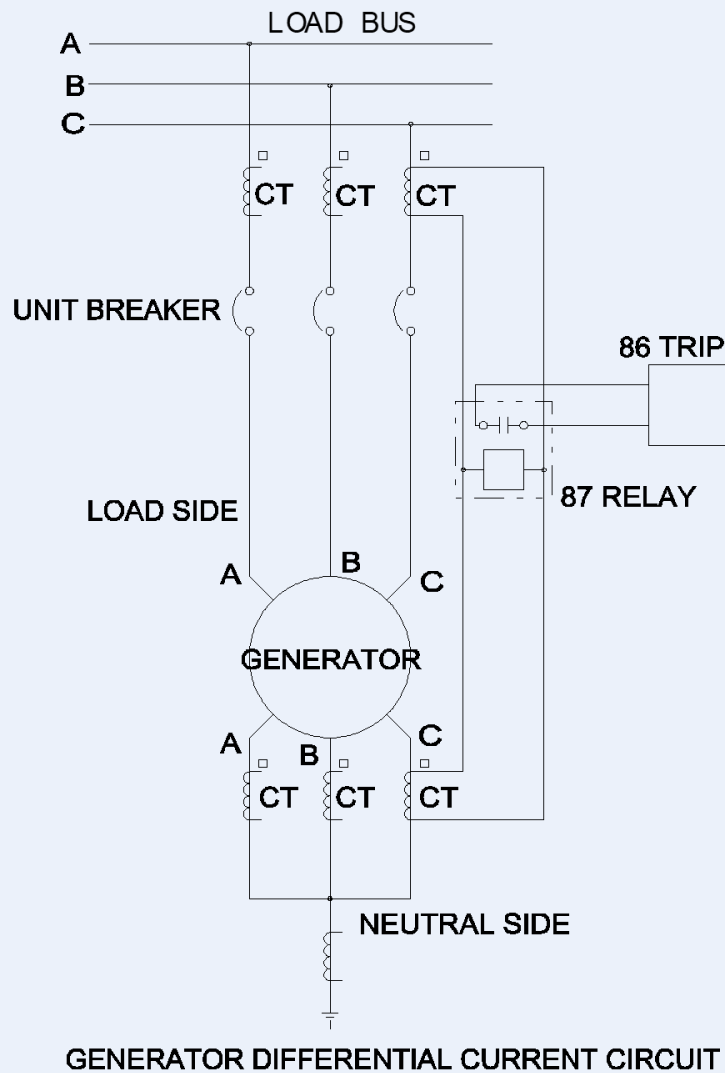 LOAD BUS
A
B
C
CT CT CT
UNIT BREAKER
86 TRIP
87 RELAY
LOAD SIDE
A B C
GENERATOR
A B C
CT CT CT
NEUTRAL SIDE
GENERATOR DIFFERENTIAL CURRENT CIRCUIT